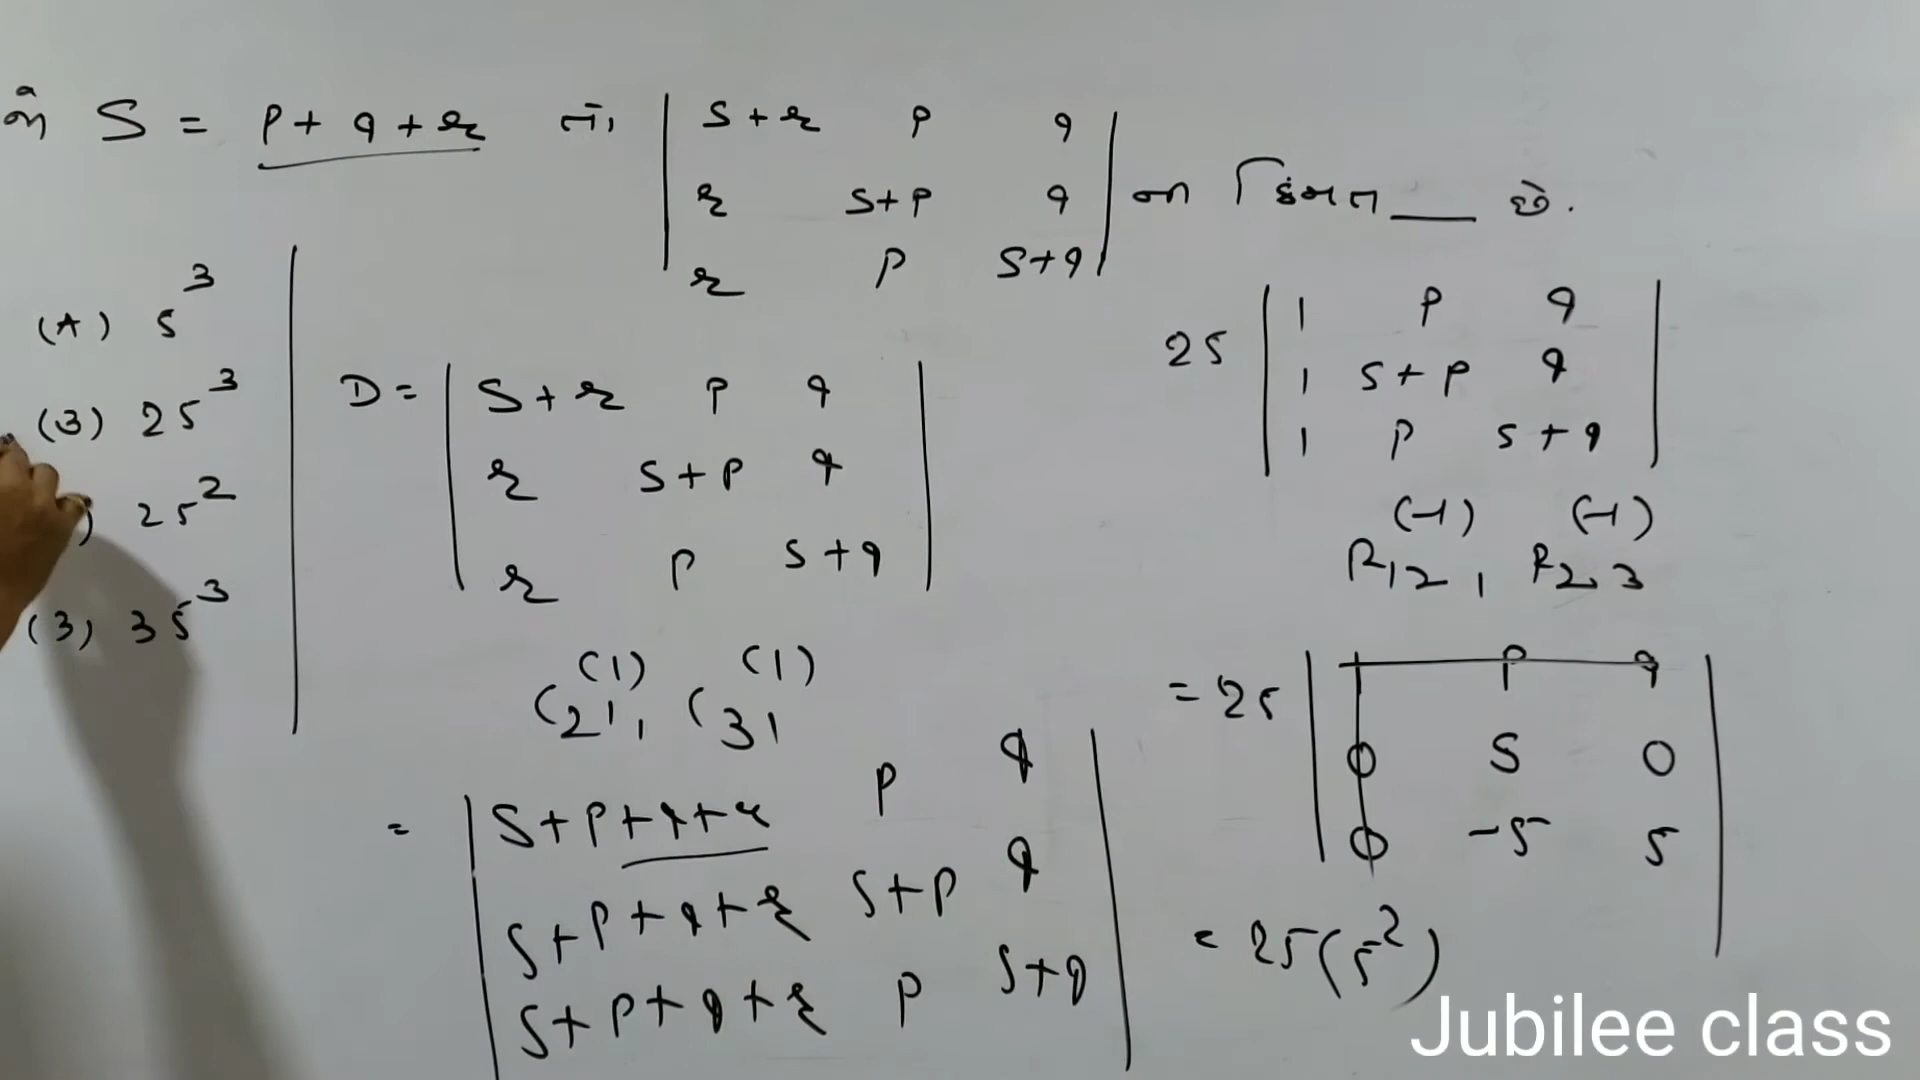 જો S = P + q + r તો, | S + r P q |
| r S + P q | ની કિંમત ___ છે.
| r P S + q |
(A) S³
(B) 2S³
2S²
(D) 3S³
D = | S + r P q |
| r S + P q |
| r P S + q |
C₂₁(1), C₃₁(1)
= | S + P + q + r P q |
| S + P + q + r S + P q |
| S + P + q + r P S + q |
2S | 1 P q |
| 1 S + P q |
| 1 P S + q |
R₁₂(-1), R₂₃(-1)
= 2S | 1 P q |
| 0 S 0 |
| 0 -S S |
= 2S(S²)
Jubilee class